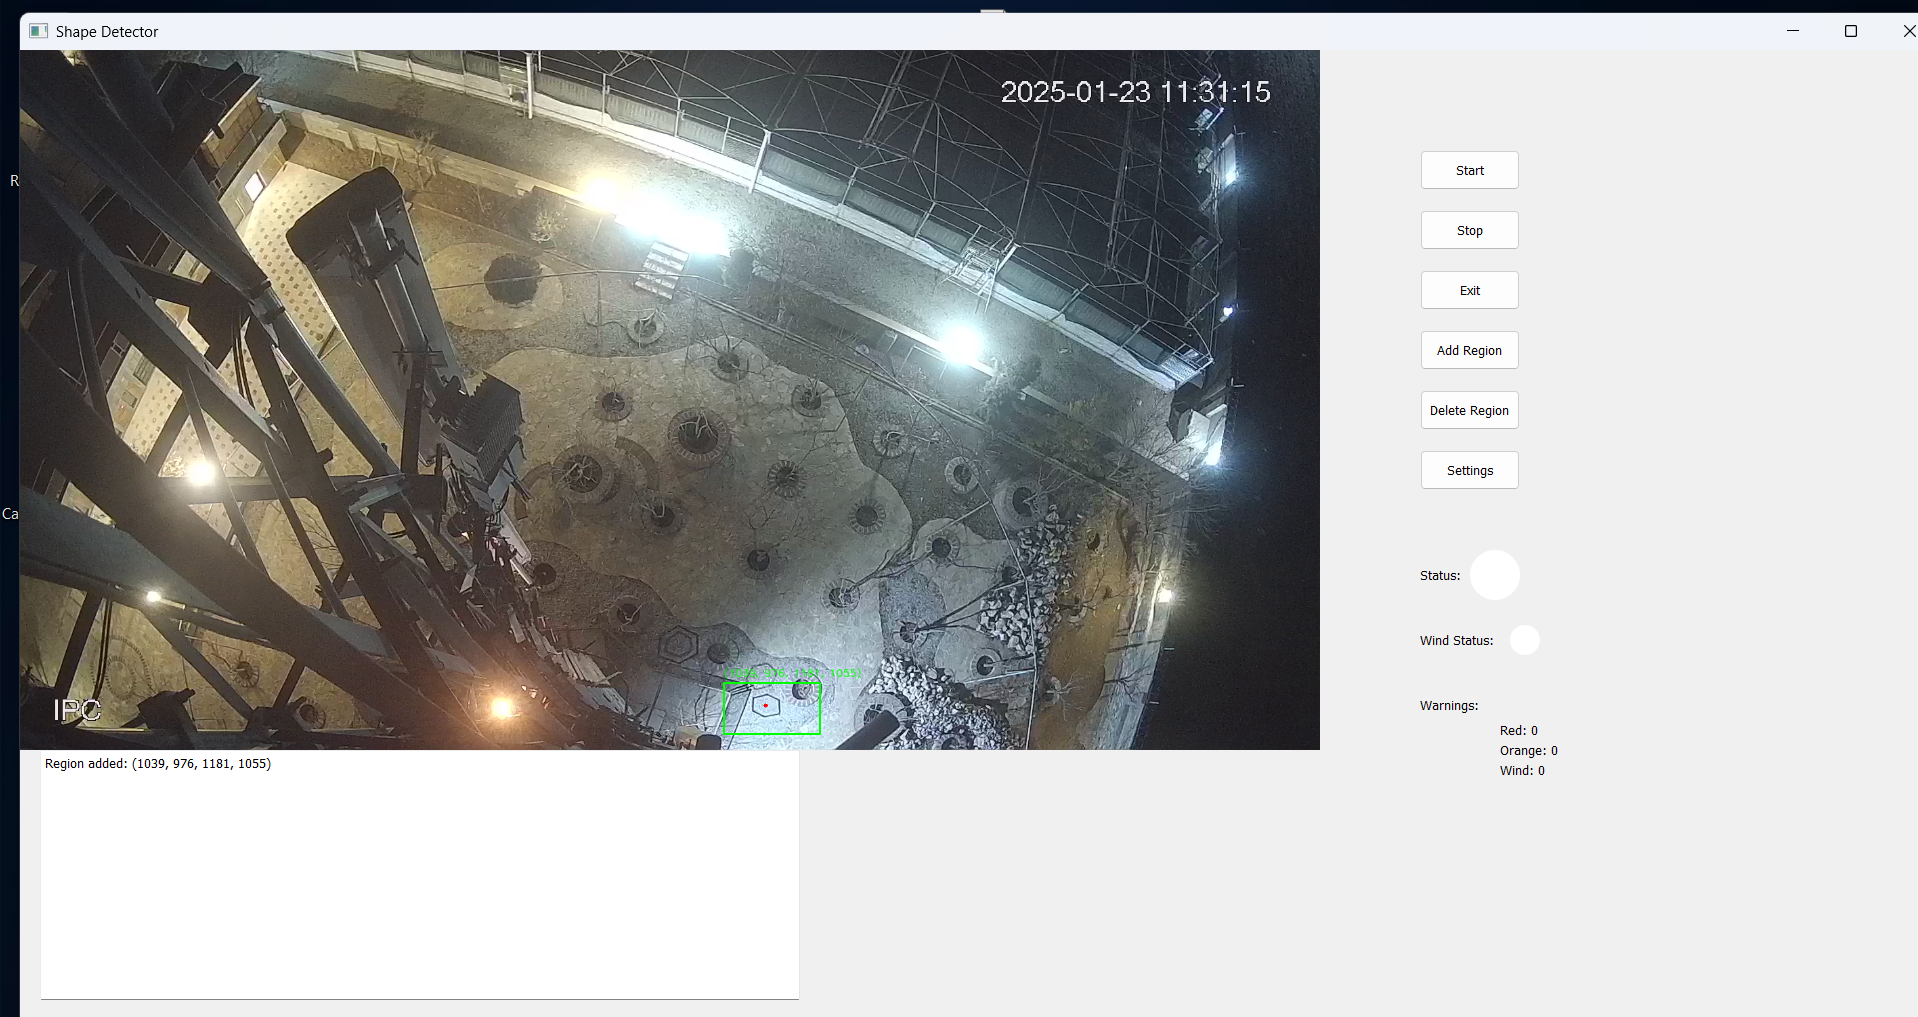 Shape Detector
2025-01-23 11:31:15
R
Start
Stop
Exit
Add Region
Delete Region
Settings
Ca
Status:
Wind Status:
1055)
IPC
Warnings:
Red: 0
Orange: 0
Wind: 0
Region added: (1039, 976, 1181, 1055)